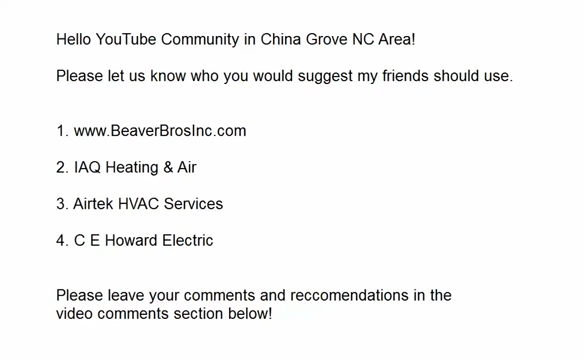 Hello YouTube Community in China Grove NC Area!
Please let us know who you would suggest my friends should use.
1. www.BeaverBrosInc.com
2. IAQ Heating & Air
3. Airtek HVAC Services
4. C E Howard Electric
Please leave your comments and reccomendations in the
video comments section below!